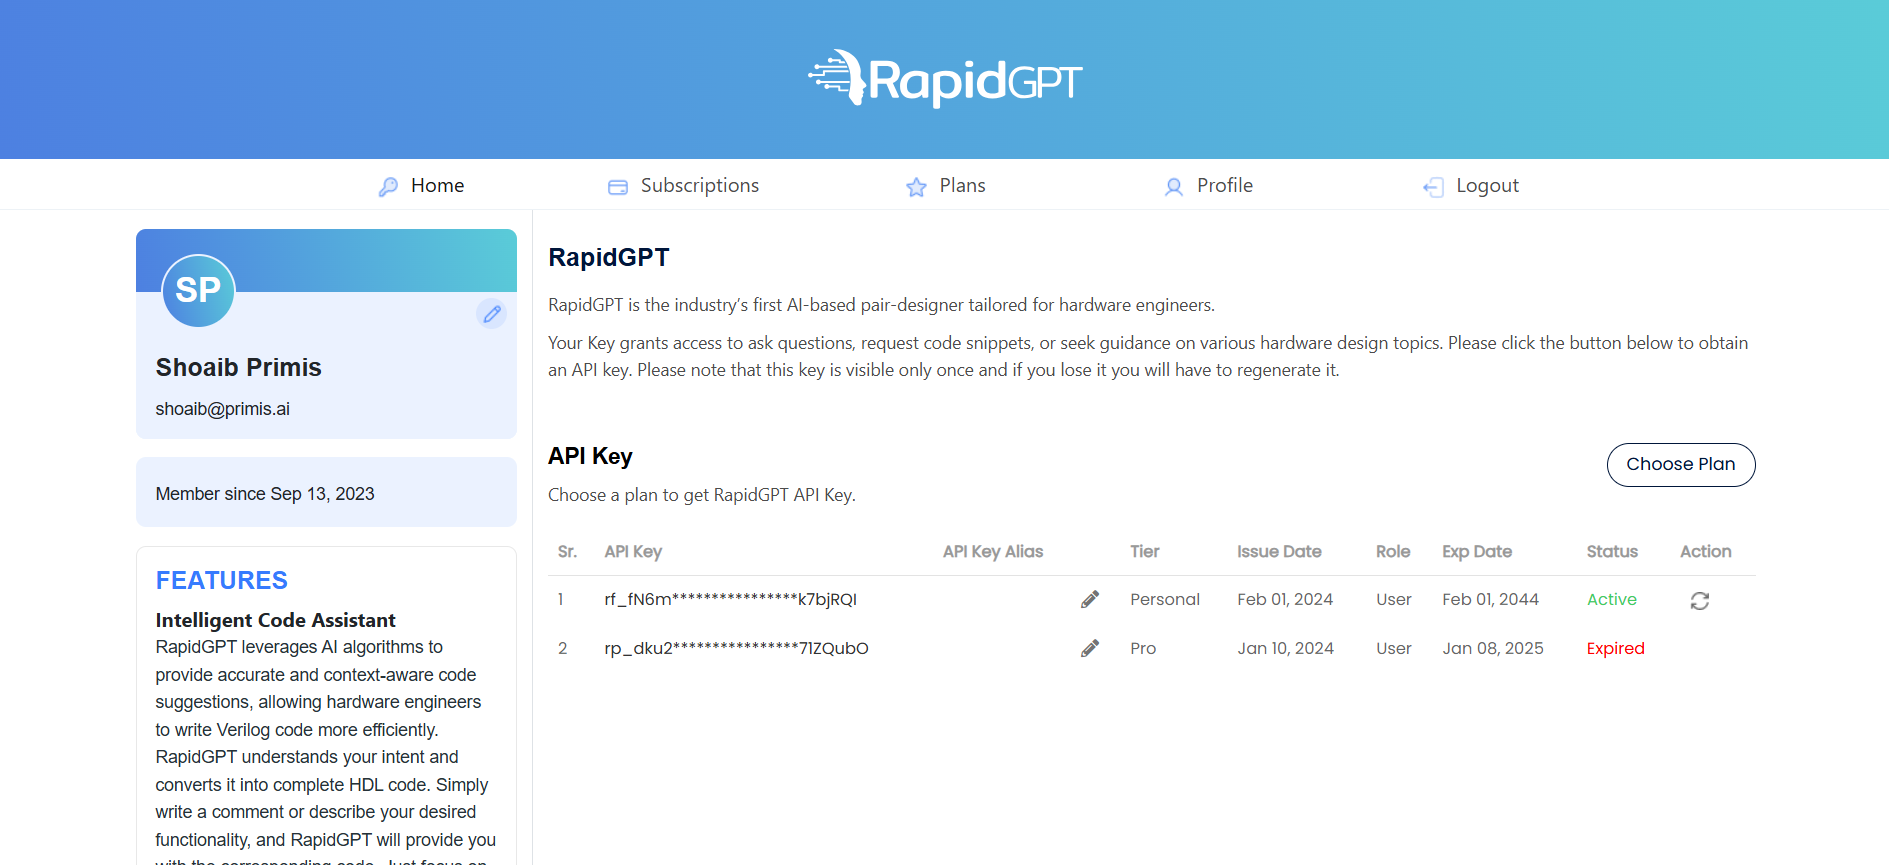 RapidGPT
Home
Subscriptions
Plans
Profile
Logout
SP
Shoaib Primis
shoaib@primis.ai
Member since Sep 13, 2023
FEATURES
Intelligent Code Assistant
RapidGPT leverages AI algorithms to
provide accurate and context-aware code
suggestions, allowing hardware engineers
to write Verilog code more efficiently.
RapidGPT understands your intent and
converts it into complete HDL code. Simply
write a comment or describe your desired
functionality, and RapidGPT will provide you
with the corresponding code. Just focus on
RapidGPT
RapidGPT is the industry’s first AI-based pair-designer tailored for hardware engineers.
Your Key grants access to ask questions, request code snippets, or seek guidance on various hardware design topics. Please click the button below to obtain
an API key. Please note that this key is visible only once and if you lose it you will have to regenerate it.
API Key
Choose Plan
Choose a plan to get RapidGPT API Key.
Sr. API Key API Key Alias Tier Issue Date Role Exp Date Status Action
1 rf_fN6m****************k7bjRQI Personal Feb 01, 2024 User Feb 01, 2044 Active
2 rp_dku2****************71ZQubO Pro Jan 10, 2024 User Jan 08, 2025 Expired